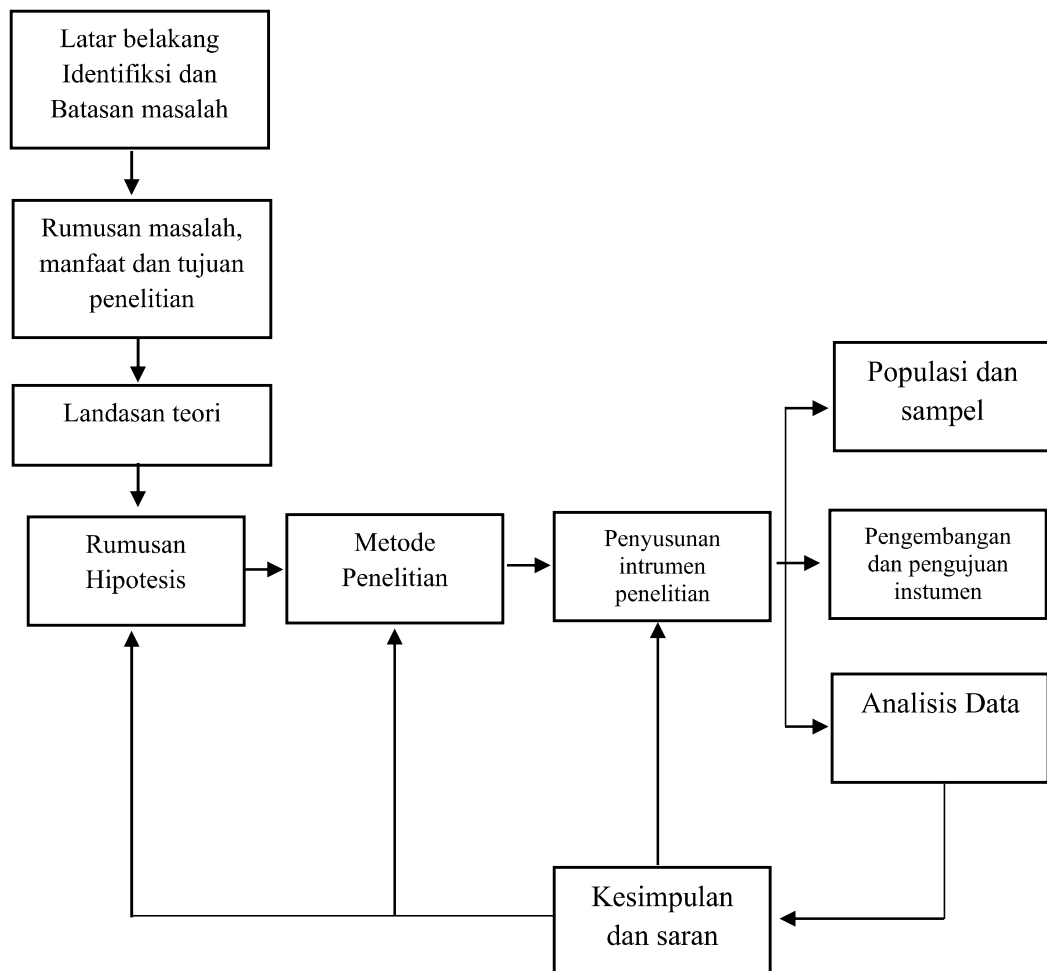 Latar belakang
Identifiksi dan
Batasan masalah
Rumusan masalah,
manfaat dan tujuan
penelitian
Landasan teori
Rumusan
Hipotesis
Metode
Penelitian
Penyusunan
intrumen
penelitian
Populasi dan
sampel
Pengembangan
dan pengujuan
instumen
Analisis Data
Kesimpulan
dan saran